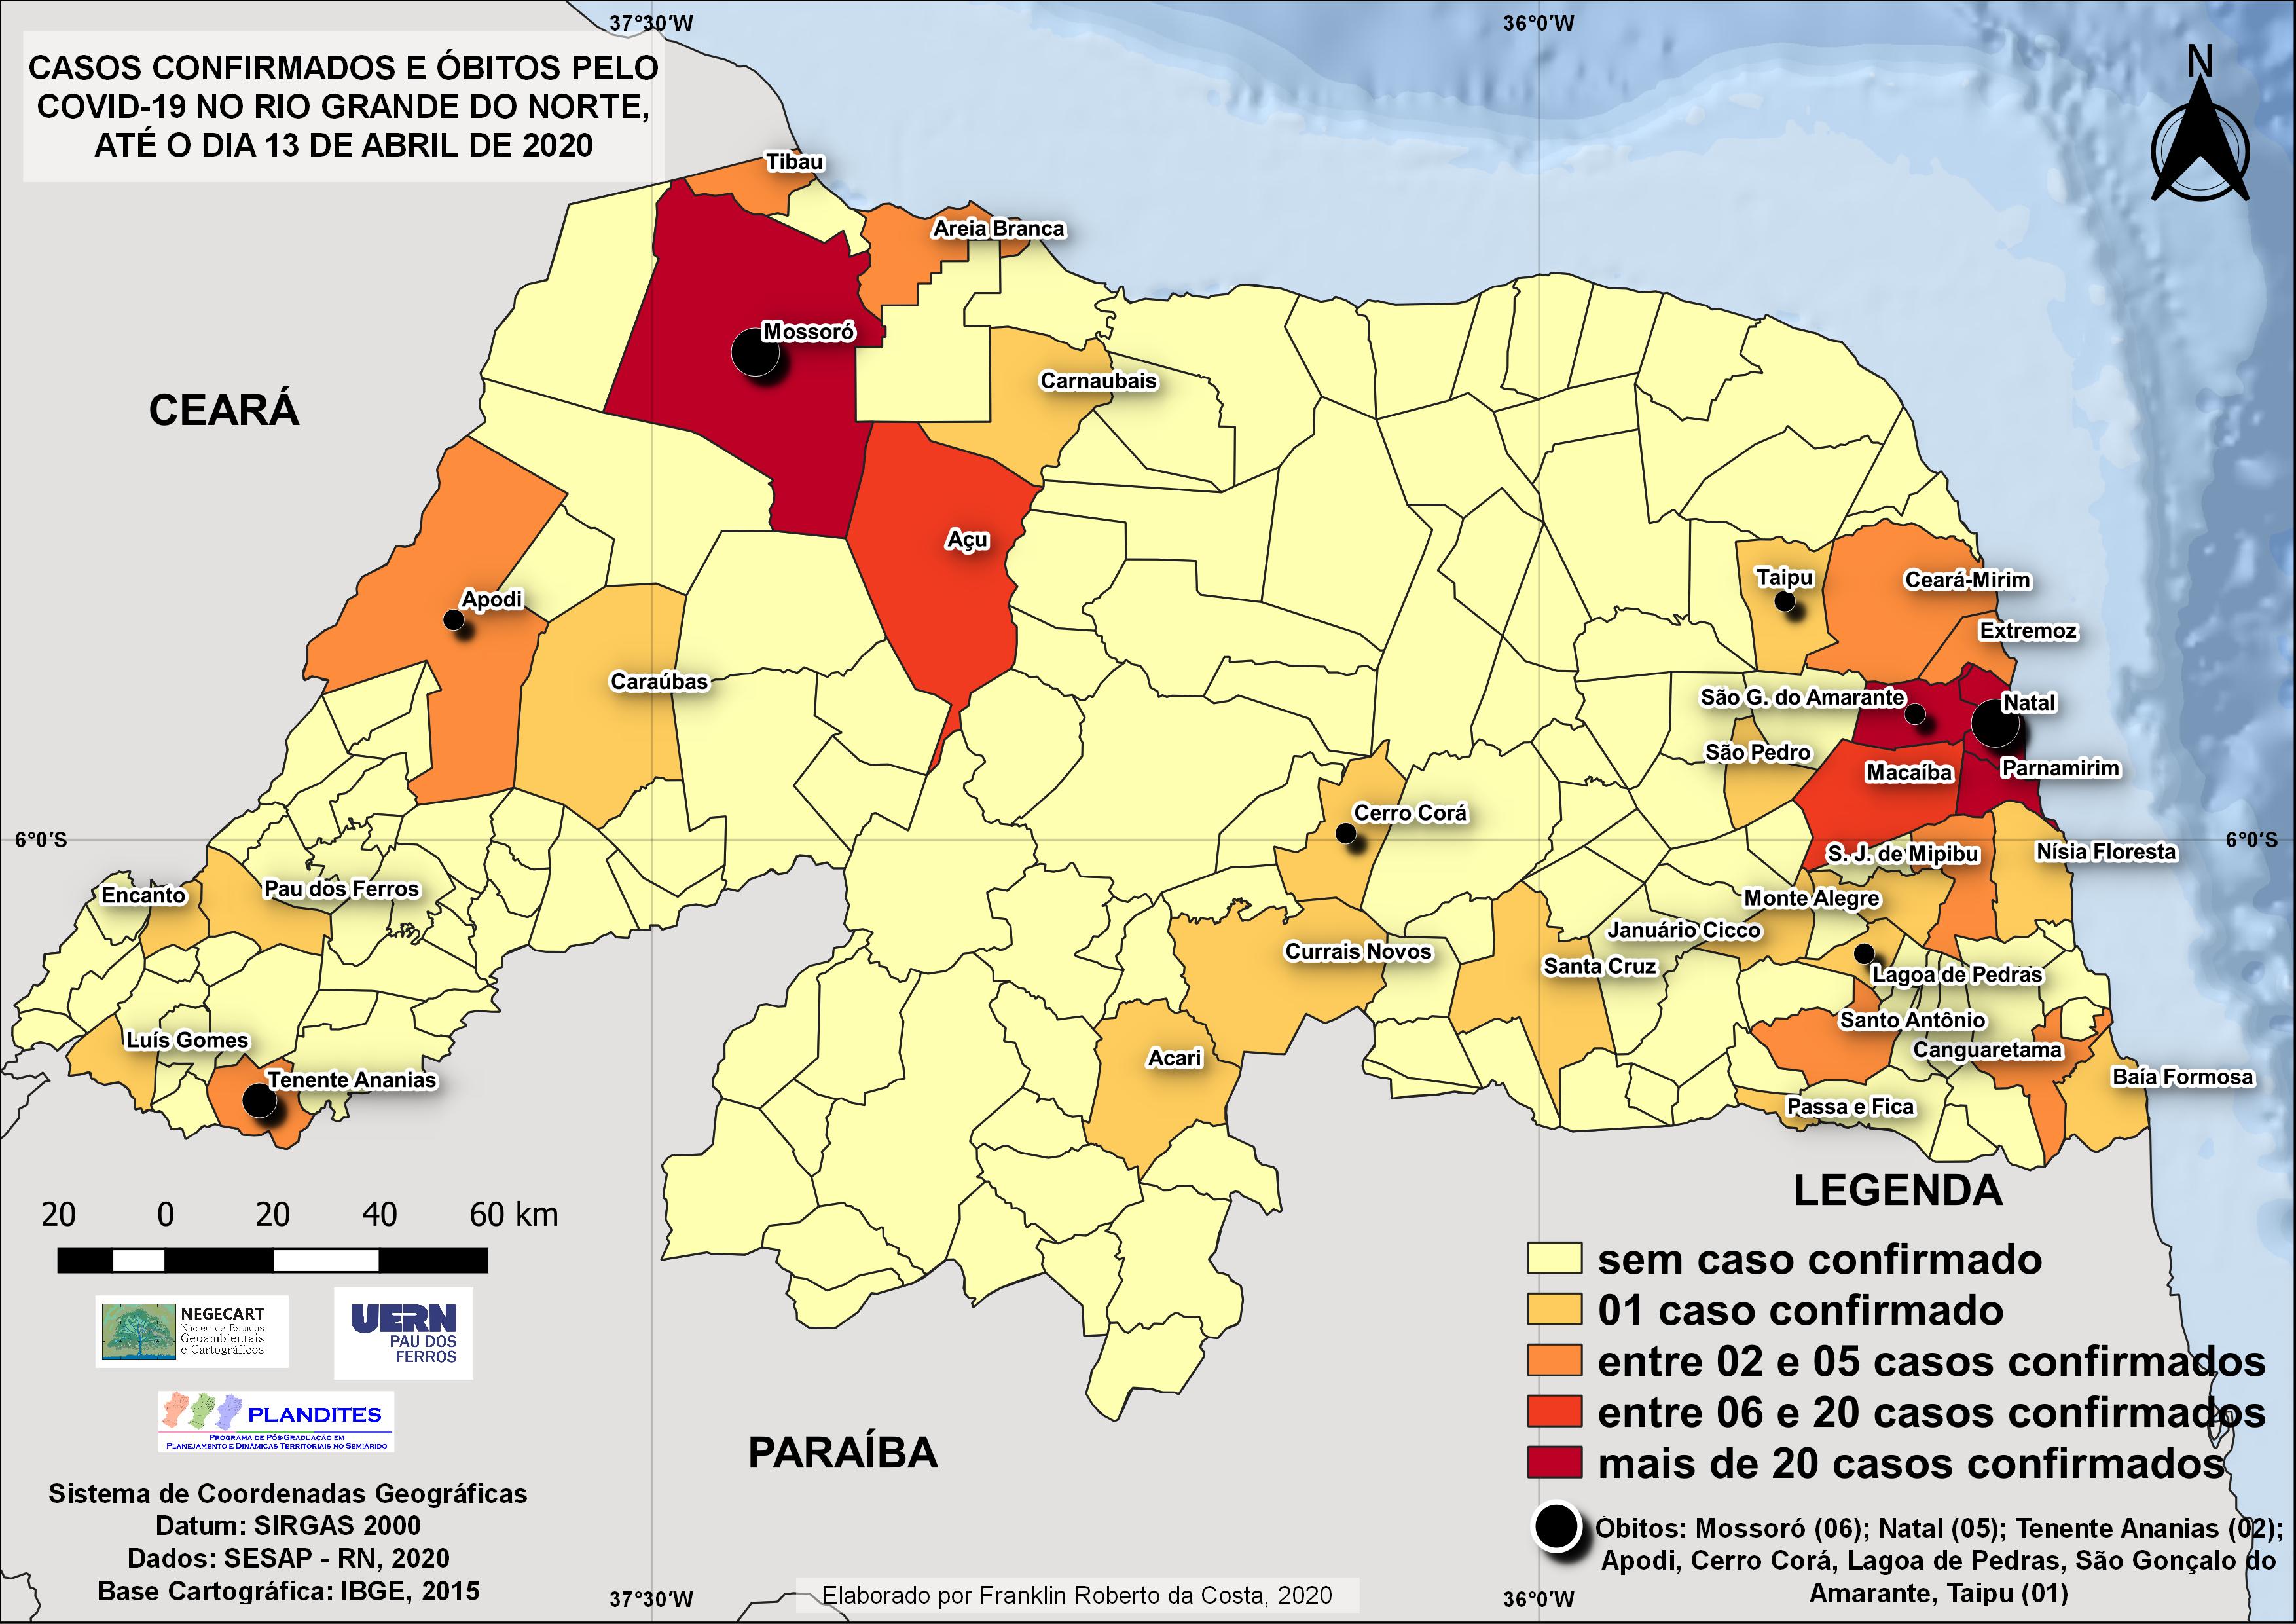 37°30′W
36°0′W
CASOS CONFIRMADOS E ÓBITOS PELO
COVID-19 NO RIO GRANDE DO NORTE,
ATÉ O DIA 13 DE ABRIL DE 2020
N
Tibau
Areia Branca
Mossoró
Carnaubais
CEARÁ
Açu
Taipu
Ceará-Mirim
Apodi
Extremoz
Caraúbas
São G. do Amarante
Natal
São Pedro
Macaíba
Parnamirim
Cerro Corá
6°0′S
6°0′S
S. J. de Mipibu
Nísia Floresta
Encanto
Pau dos Ferros
Monte Alegre
Januário Cicco
Currais Novos
Santa Cruz
Lagoa de Pedras
Santo Antônio
Luís Gomes
Canguaretama
Acari
Tenente Ananias
Baía Formosa
Passa e Fica
LEGENDA
20 0 20 40 60 km
sem caso confirmado
01 caso confirmado
entre 02 e 05 casos confirmados
entre 06 e 20 casos confirmados
mais de 20 casos confirmados
Óbitos: Mossoró (06); Natal (05); Tenente Ananias (02);
Apodi, Cerro Corá, Lagoa de Pedras, São Gonçalo do
Amarante, Taipu (01)
NEGECART
Núcleo de Estudos
Geoambientais
e Cartográficos
UERN
PAU DOS
FERROS
PLANDITES
PROGRAMA DE PÓS-GRADUAÇÃO EM
PLANEJAMENTO E DINÂMICAS TERRITORIAIS NO SEMIÁRIDO
PARAÍBA
Sistema de Coordenadas Geográficas
Datum: SIRGAS 2000
Dados: SESAP - RN, 2020
Base Cartográfica: IBGE, 2015
37°30′W
Elaborado por Franklin Roberto da Costa, 2020
36°0′W